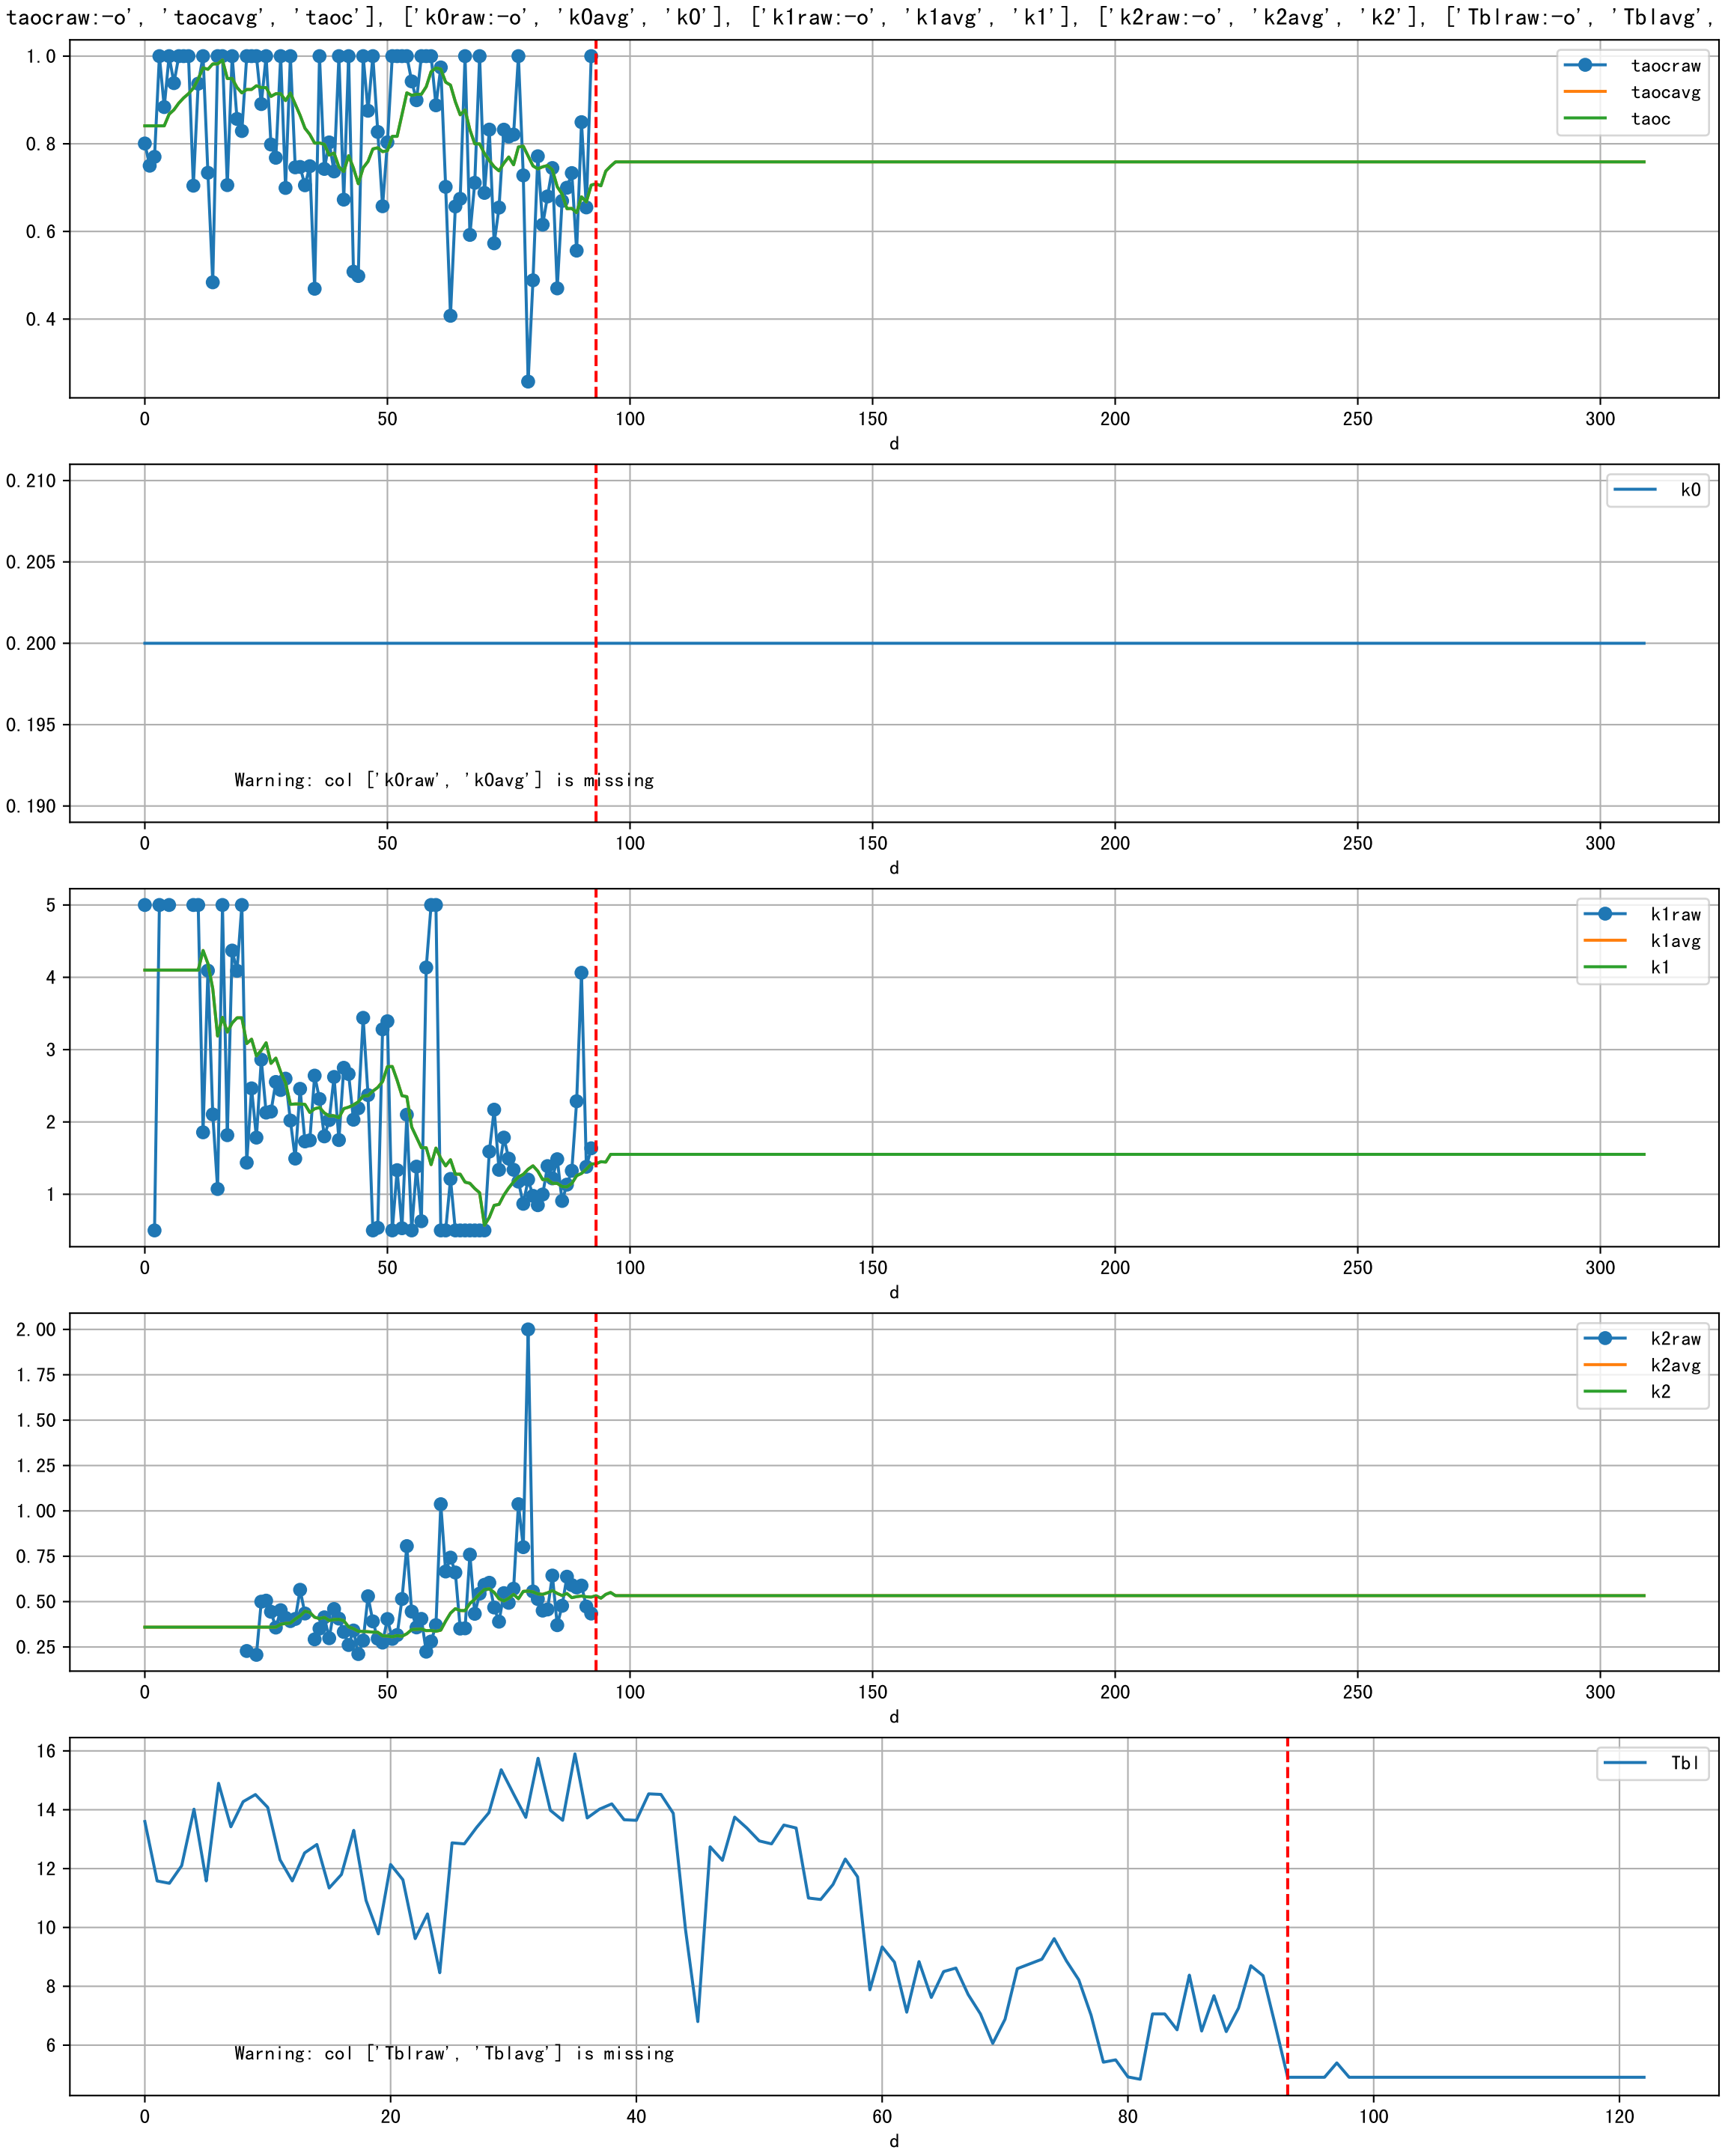 taocraw:-o', 'taocavg', 'taoc'], ['k0raw:-o', 'k0avg', 'k0'], ['k1raw:-o', 'k1avg', 'k1'], ['k2raw:-o', 'k2avg', 'k2'], ['Tblraw:-o', 'Tblavg',
1.0
0.8
0.6
0.4
taocraw
taocavg
taoc
0 50 100 150 200 250 300
d
0.210
0.205
0.200
0.195
0.190
k0
Warning: col ['k0raw', 'k0avg'] is missing
0 50 100 150 200 250 300
d
5
4
3
2
1
k1raw
k1avg
k1
0 50 100 150 200 250 300
d
2.00
1.75
1.50
1.25
1.00
0.75
0.50
0.25
k2raw
k2avg
k2
0 50 100 150 200 250 300
d
16
14
12
10
8
6
Tbl
Warning: col ['Tblraw', 'Tblavg'] is missing
0 20 40 60 80 100 120
d